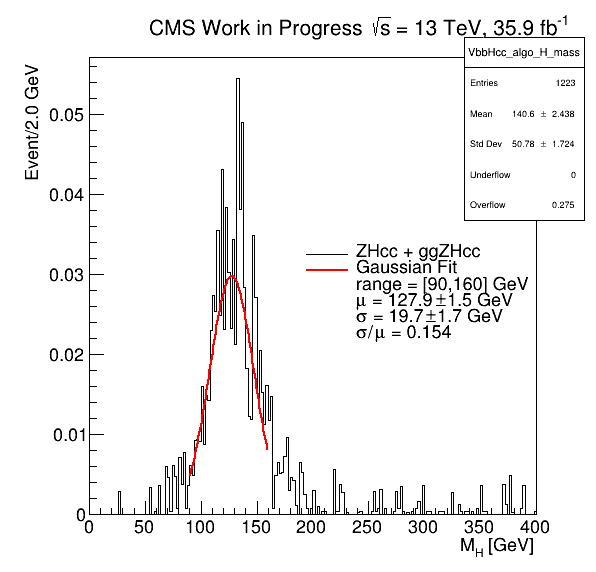 CMS Work in Progress √s = 13 TeV, 35.9 fb⁻¹
VbbHcc_algo_H_mass
Entries 1223
Mean 140.6 ± 2.438
Std Dev 50.78 ± 1.724
Underflow 0
Overflow 0.275
Event/2.0 GeV
0.05
0.04
0.03
0.02
0.01
0
ZHcc + ggZHcc
Gaussian Fit
range = [90,160] GeV
μ = 127.9±1.5 GeV
σ = 19.7±1.7 GeV
σ/μ = 0.154
0 50 100 150 200 250 300 350 400
M_H [GeV]